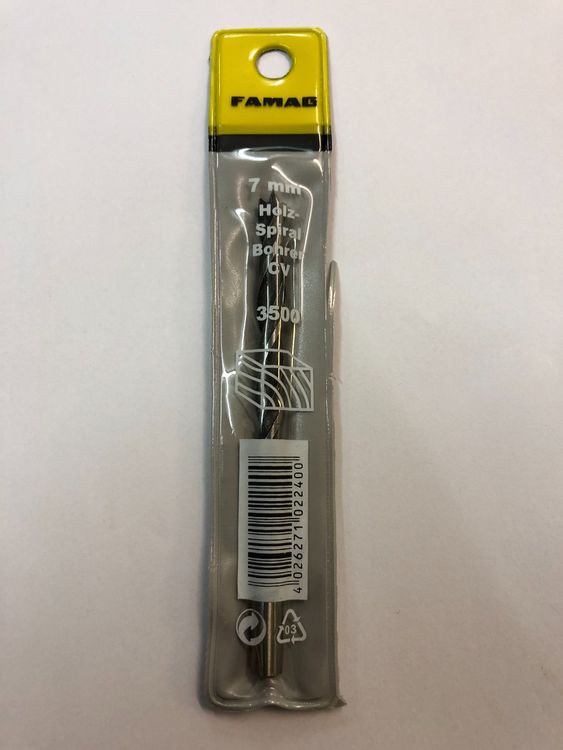 FAMAG
7 mm
Holz-
Spiral
Bohrer
CV
3500
4 026271 022400
03